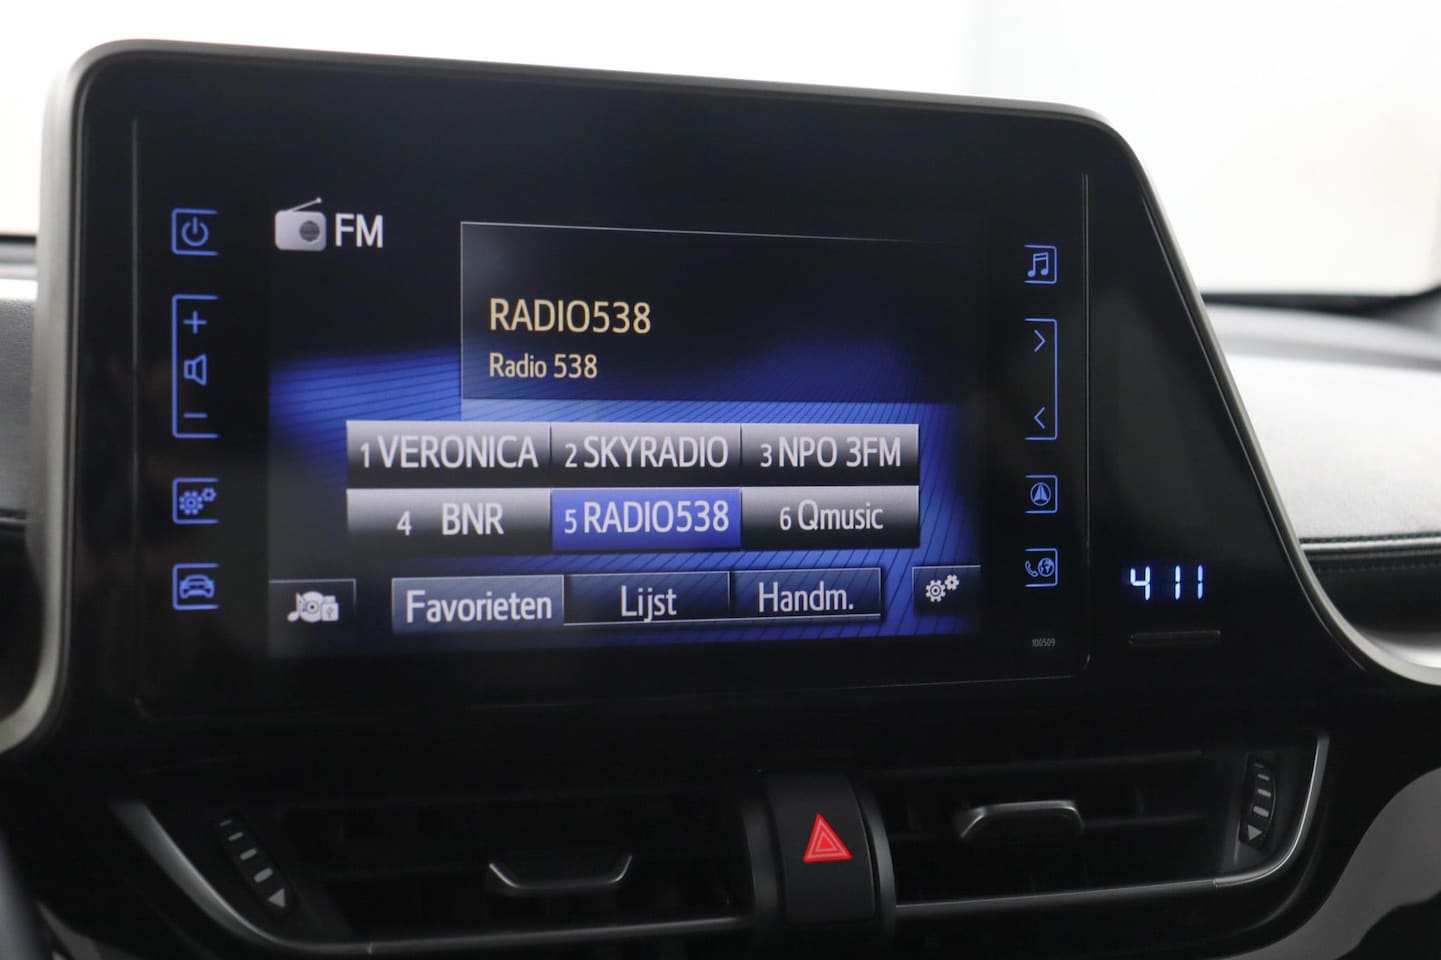 FM
RADIO538
Radio 538
1 VERONICA 2 SKYRADIO 3 NPO 3FM
4 BNR 5 RADIO538 6 Qmusic
Favorieten Lijst Handm.
4 11
100509